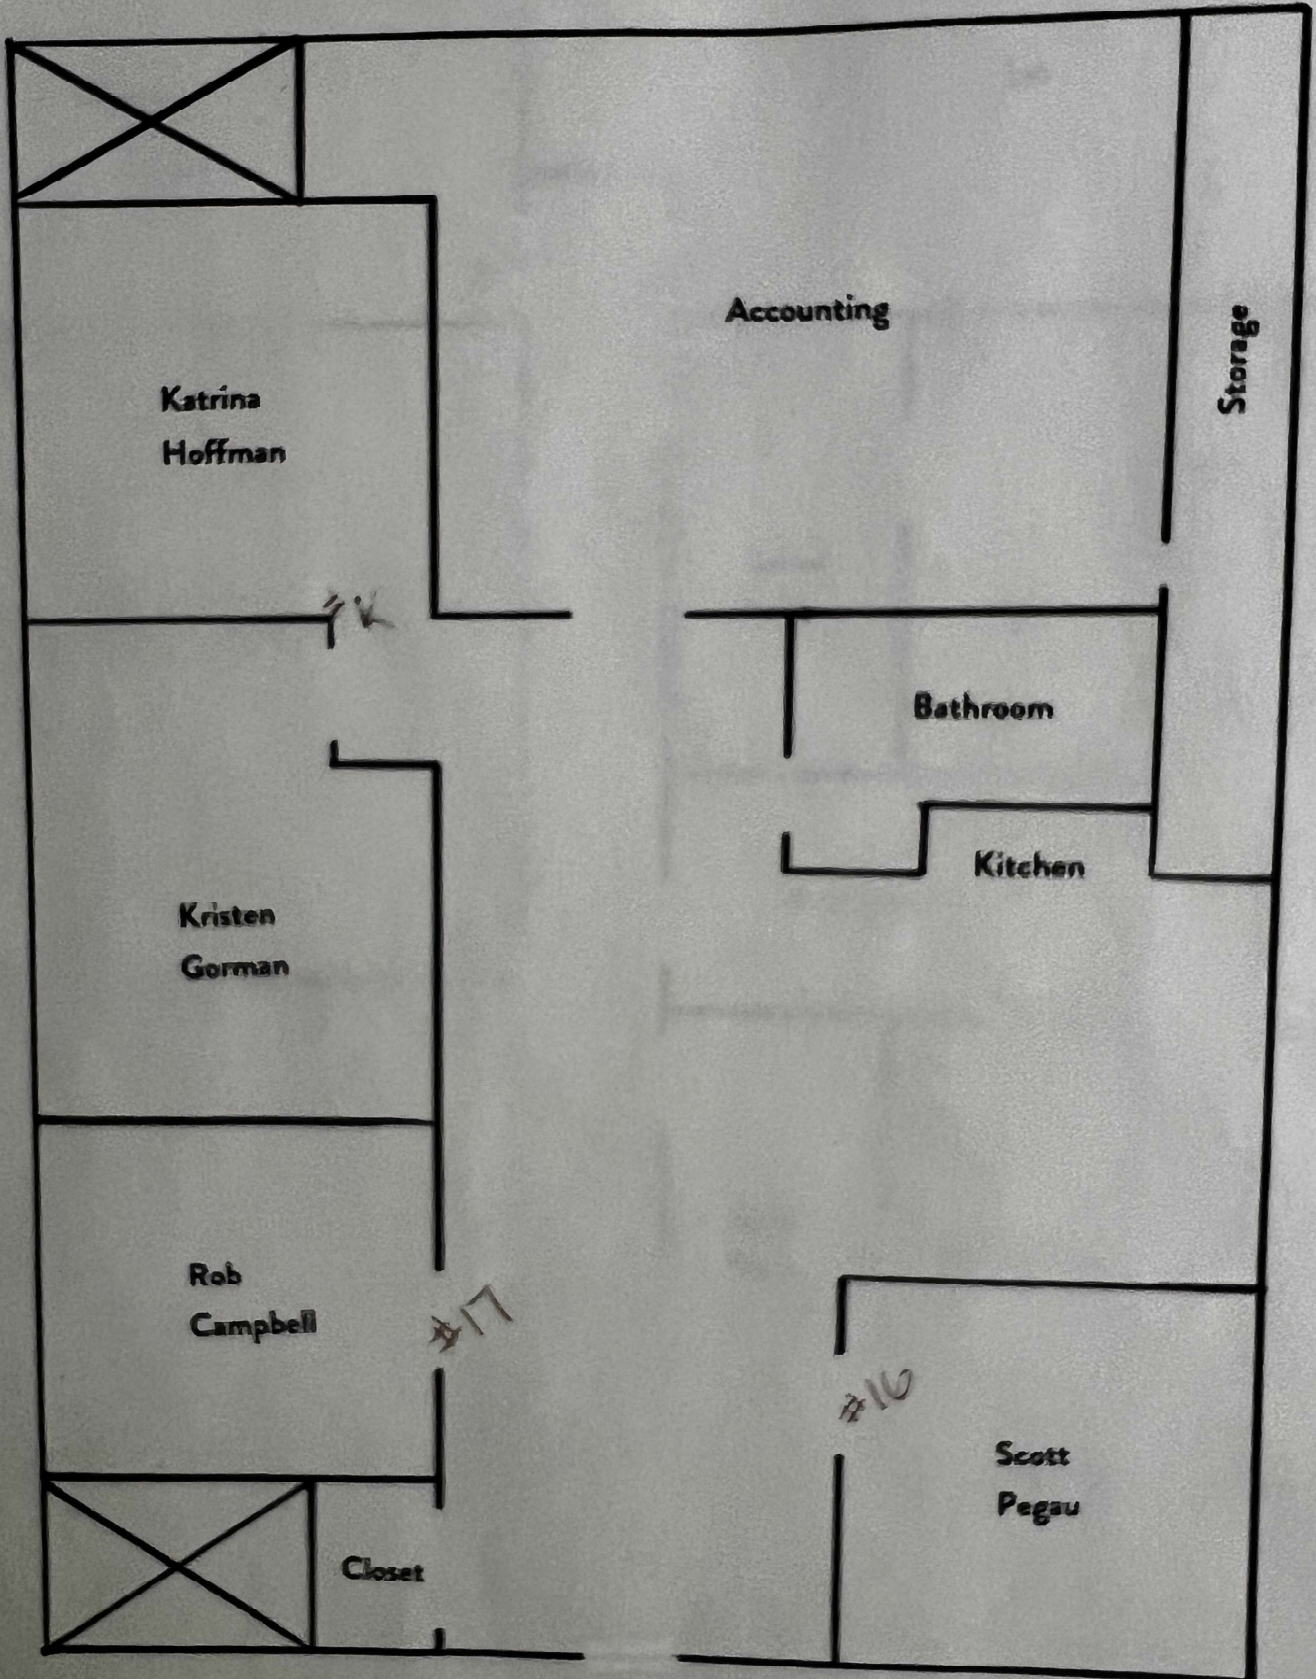 Accounting
Storage
Katrina
Hoffman
Bathroom
Kitchen
Kristen
Gorman
Rob
Campbell
#17
#16
Scott
Pegau
Closet